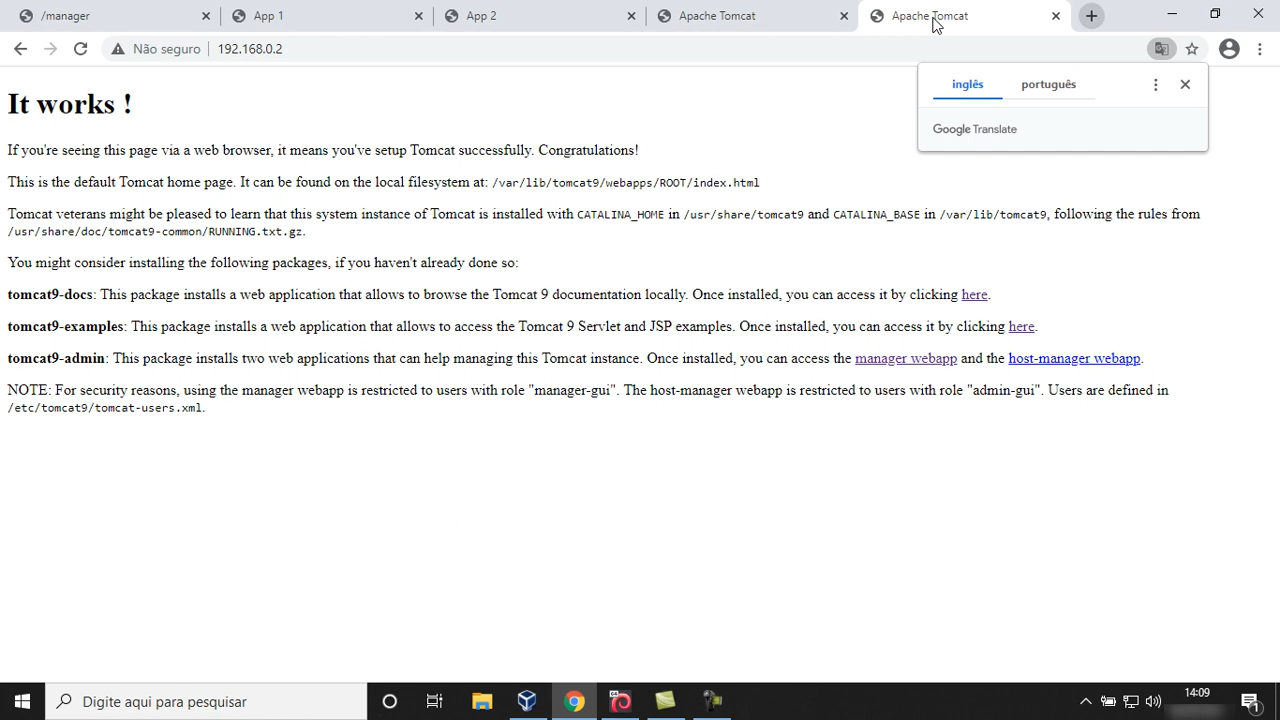 /manager
App 1
App 2
Apache Tomcat
Apache Tomcat
Não seguro
192.168.0.2
inglês
português
Google Translate
It works !
If you're seeing this page via a web browser, it means you've setup Tomcat successfully. Congratulations!
This is the default Tomcat home page. It can be found on the local filesystem at: /var/lib/tomcat9/webapps/ROOT/index.html
Tomcat veterans might be pleased to learn that this system instance of Tomcat is installed with CATALINA_HOME in /usr/share/tomcat9 and CATALINA_BASE in /var/lib/tomcat9, following the rules from
/usr/share/doc/tomcat9-common/RUNNING.txt.gz.
You might consider installing the following packages, if you haven't already done so:
tomcat9-docs: This package installs a web application that allows to browse the Tomcat 9 documentation locally. Once installed, you can access it by clicking here.
tomcat9-examples: This package installs a web application that allows to access the Tomcat 9 Servlet and JSP examples. Once installed, you can access it by clicking here.
tomcat9-admin: This package installs two web applications that can help managing this Tomcat instance. Once installed, you can access the manager webapp and the host-manager webapp.
NOTE: For security reasons, using the manager webapp is restricted to users with role "manager-gui". The host-manager webapp is restricted to users with role "admin-gui". Users are defined in
/etc/tomcat9/tomcat-users.xml.
Digite aqui para pesquisar
14:09